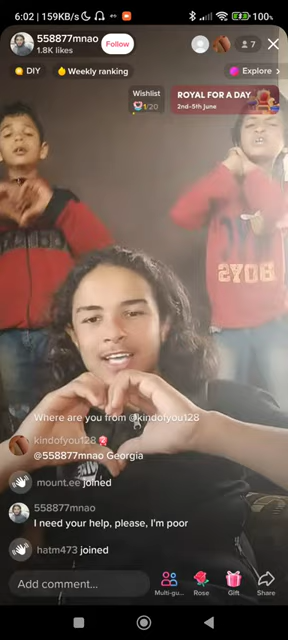 6:02 | 159KB/s
100%
558877mnao
1.8K likes
Follow
7
DIY
Weekly ranking
Explore >
Wishlist
1/20
ROYAL FOR A DAY
2nd-5th June
BOYS
Where are you from @kindofyou128
kindofyou128
@558877mnao Georgia
mount.ee joined
558877mnao
I need your help, please, I'm poor
hatm473 joined
Add comment...
Multi-gu...
Rose
Gift
Share